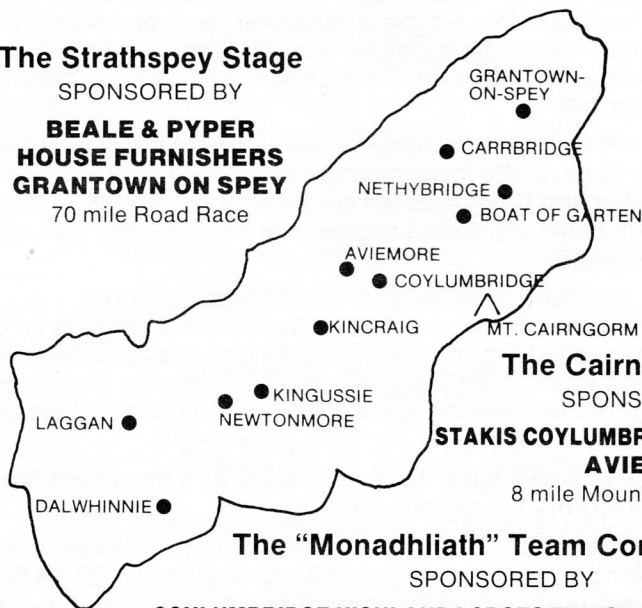 The Strathspey Stage
SPONSORED BY
BEALE & PYPER
HOUSE FURNISHERS
GRANTOWN ON SPEY
70 mile Road Race
GRANTOWN-
ON-SPEY
CARRBRIDGE
NETHYBRIDGE
BOAT OF GARTEN
AVIEMORE
COYLUMBRIDGE
KINCRAIG
MT. CAIRNGORM
KINGUSSIE
NEWTONMORE
LAGGAN
DALWHINNIE
The Cairn
SPONS
STAKIS COYLUMBR
AVIE
8 mile Moun
The "Monadhliath" Team Co
SPONSORED BY